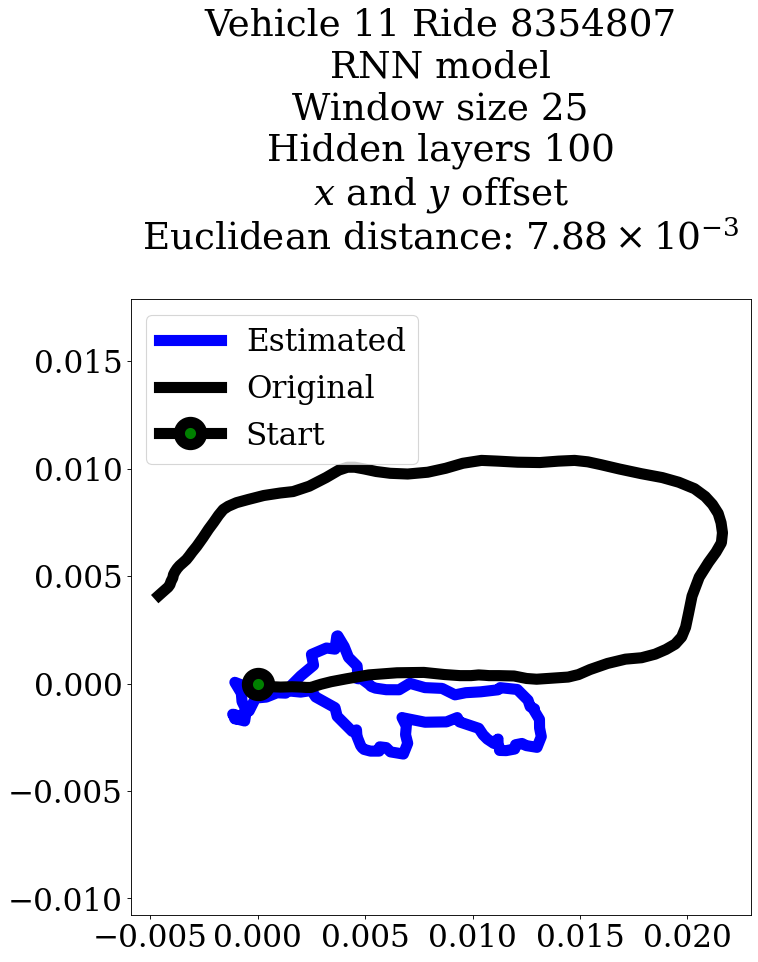 Vehicle 11 Ride 8354807
RNN model
Window size 25
Hidden layers 100
x and y offset
Euclidean distance: 7.88 × 10⁻³
Estimated
Original
Start
0.015
0.010
0.005
0.000
−0.005
−0.010
−0.005 0.000 0.005 0.010 0.015 0.020